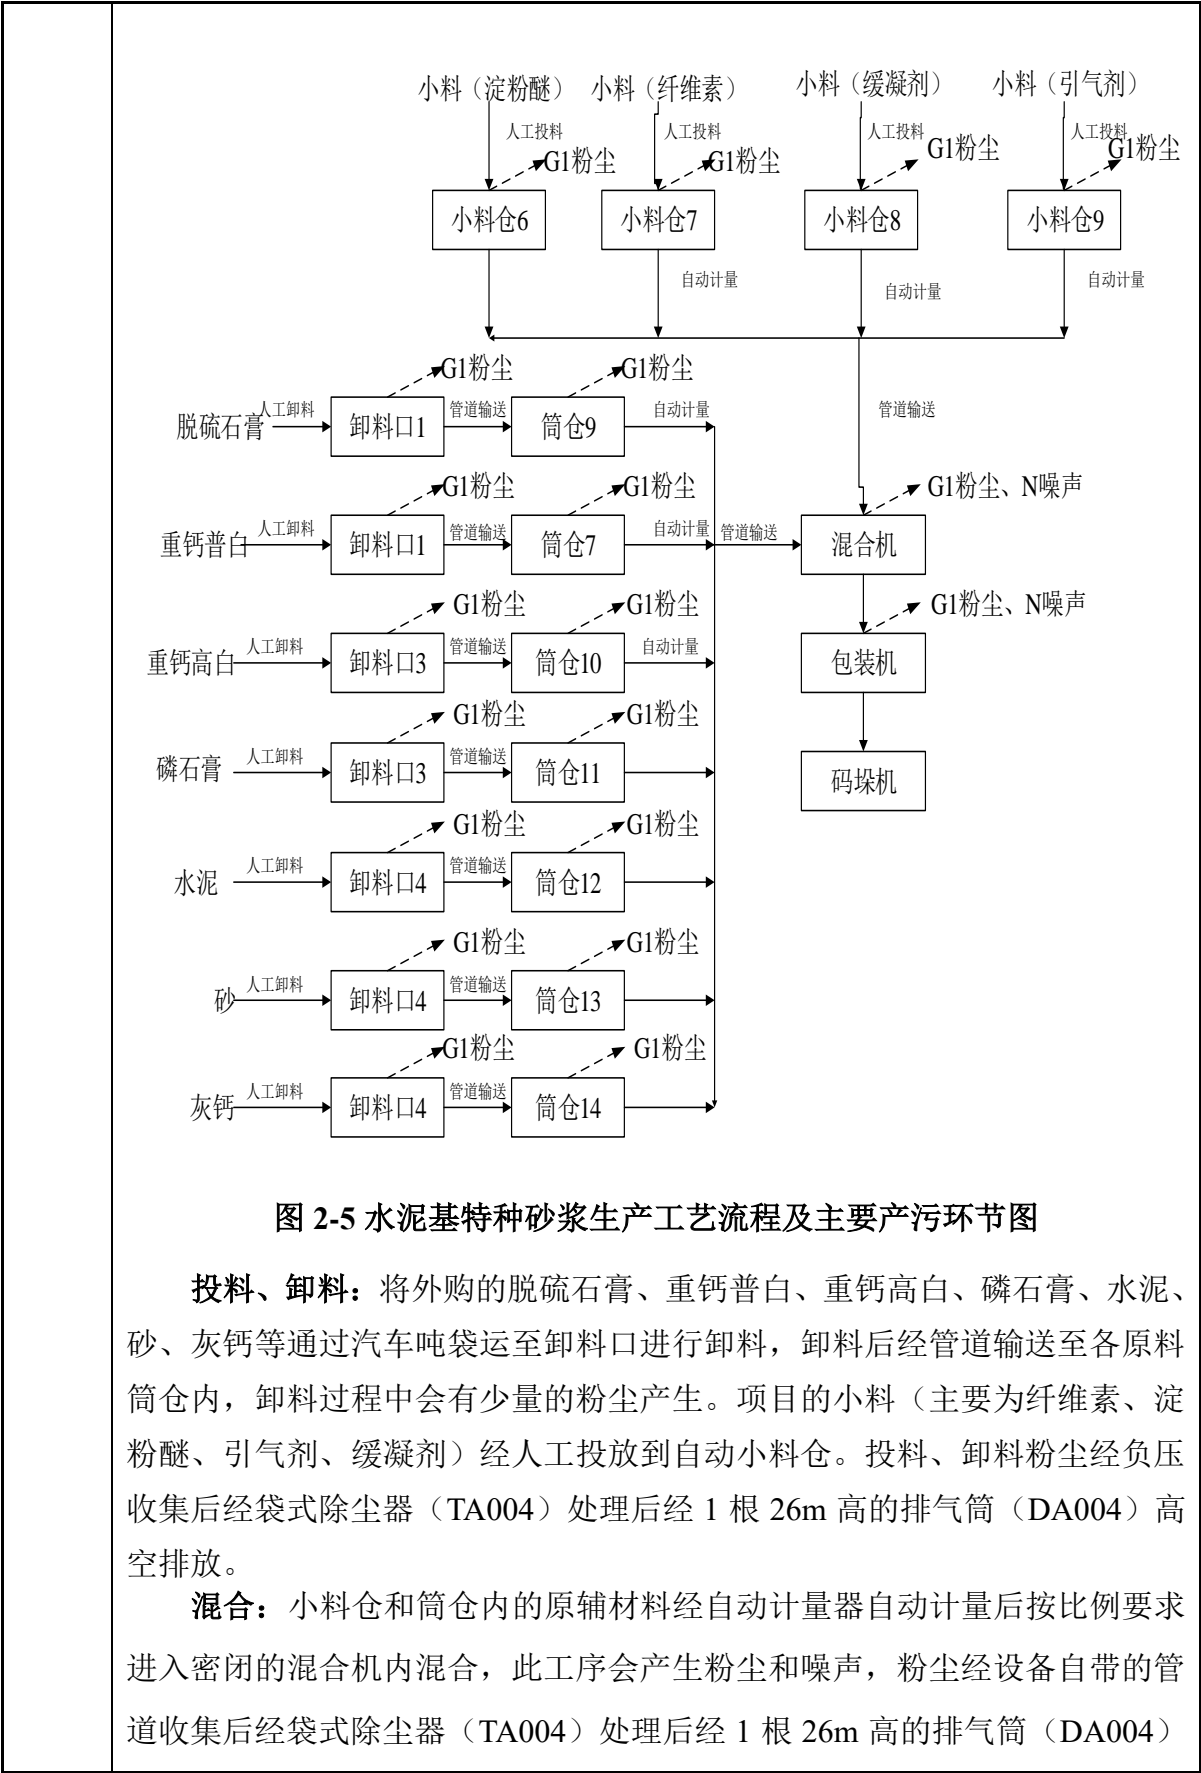 小料（淀粉醚） 小料（纤维素） 小料（缓凝剂） 小料（引气剂）
人工投料 人工投料 人工投料 人工投料
G1粉尘 G1粉尘 G1粉尘 G1粉尘
小料仓6 小料仓7 小料仓8 小料仓9
自动计量 自动计量 自动计量
G1粉尘 G1粉尘
脱硫石膏 人工卸料 卸料口1 管道输送 筒仓9 自动计量 管道输送
G1粉尘 G1粉尘 G1粉尘、N噪声
重钙普白 人工卸料 卸料口1 管道输送 筒仓7 自动计量 管道输送 混合机
G1粉尘 G1粉尘 G1粉尘、N噪声
重钙高白 人工卸料 卸料口3 管道输送 筒仓10 自动计量 包装机
G1粉尘 G1粉尘
磷石膏 人工卸料 卸料口3 管道输送 筒仓11 码垛机
G1粉尘 G1粉尘
水泥 人工卸料 卸料口4 管道输送 筒仓12
G1粉尘 G1粉尘
砂 人工卸料 卸料口4 管道输送 筒仓13
G1粉尘 G1粉尘
灰钙 人工卸料 卸料口4 管道输送 筒仓14
图 2-5 水泥基特种砂浆生产工艺流程及主要产污环节图
投料、卸料：将外购的脱硫石膏、重钙普白、重钙高白、磷石膏、水泥、
砂、灰钙等通过汽车吨袋运至卸料口进行卸料，卸料后经管道输送至各原料
筒仓内，卸料过程中会有少量的粉尘产生。项目的小料（主要为纤维素、淀
粉醚、引气剂、缓凝剂）经人工投放到自动小料仓。投料、卸料粉尘经负压
收集后经袋式除尘器（TA004）处理后经 1 根 26m 高的排气筒（DA004）高
空排放。
混合：小料仓和筒仓内的原辅材料经自动计量器自动计量后按比例要求
进入密闭的混合机内混合，此工序会产生粉尘和噪声，粉尘经设备自带的管
道收集后经袋式除尘器（TA004）处理后经 1 根 26m 高的排气筒（DA004）